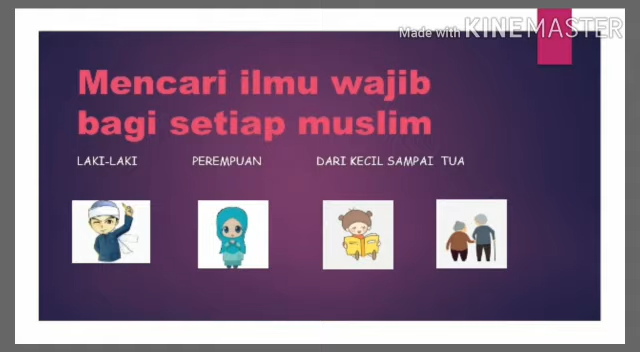 Made with KINEMASTER
Mencari ilmu wajib
bagi setiap muslim
LAKI-LAKI PEREMPUAN DARI KECIL SAMPAI TUA